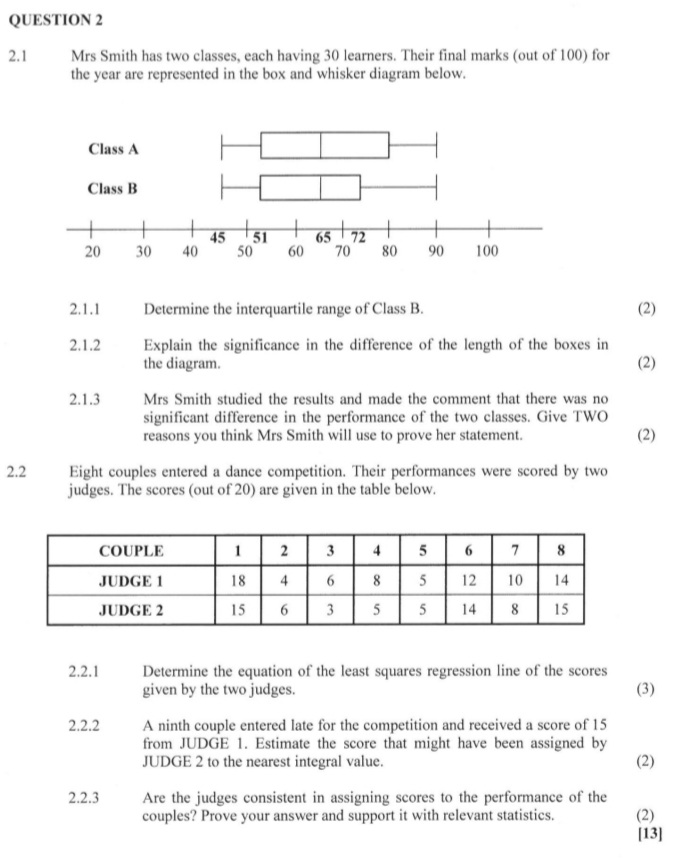 QUESTION 2
2.1 Mrs Smith has two classes, each having 30 learners. Their final marks (out of 100) for
the year are represented in the box and whisker diagram below.
Class A
Class B
45 51 65 72
20 30 40 50 60 70 80 90 100
2.1.1 Determine the interquartile range of Class B. (2)
2.1.2 Explain the significance in the difference of the length of the boxes in
the diagram. (2)
2.1.3 Mrs Smith studied the results and made the comment that there was no
significant difference in the performance of the two classes. Give TWO
reasons you think Mrs Smith will use to prove her statement. (2)
2.2 Eight couples entered a dance competition. Their performances were scored by two
judges. The scores (out of 20) are given in the table below.
COUPLE 1 2 3 4 5 6 7 8
JUDGE 1 18 4 6 8 5 12 10 14
JUDGE 2 15 6 3 5 5 14 8 15
2.2.1 Determine the equation of the least squares regression line of the scores
given by the two judges. (3)
2.2.2 A ninth couple entered late for the competition and received a score of 15
from JUDGE 1. Estimate the score that might have been assigned by
JUDGE 2 to the nearest integral value. (2)
2.2.3 Are the judges consistent in assigning scores to the performance of the
couples? Prove your answer and support it with relevant statistics. (2)
[13]